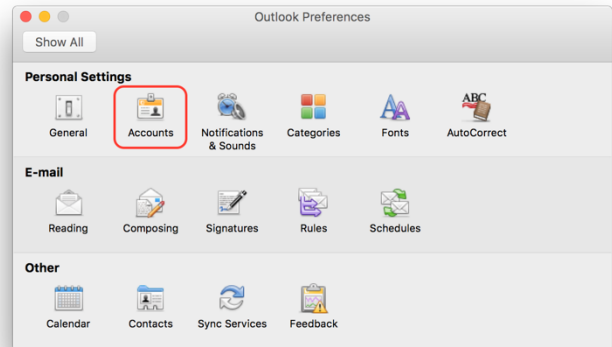 Outlook Preferences
Show All
Personal Settings
General Accounts Notifications & Sounds Categories Fonts AutoCorrect
ABC
E-mail
Reading Composing Signatures Rules Schedules
Other
Calendar Contacts Sync Services Feedback